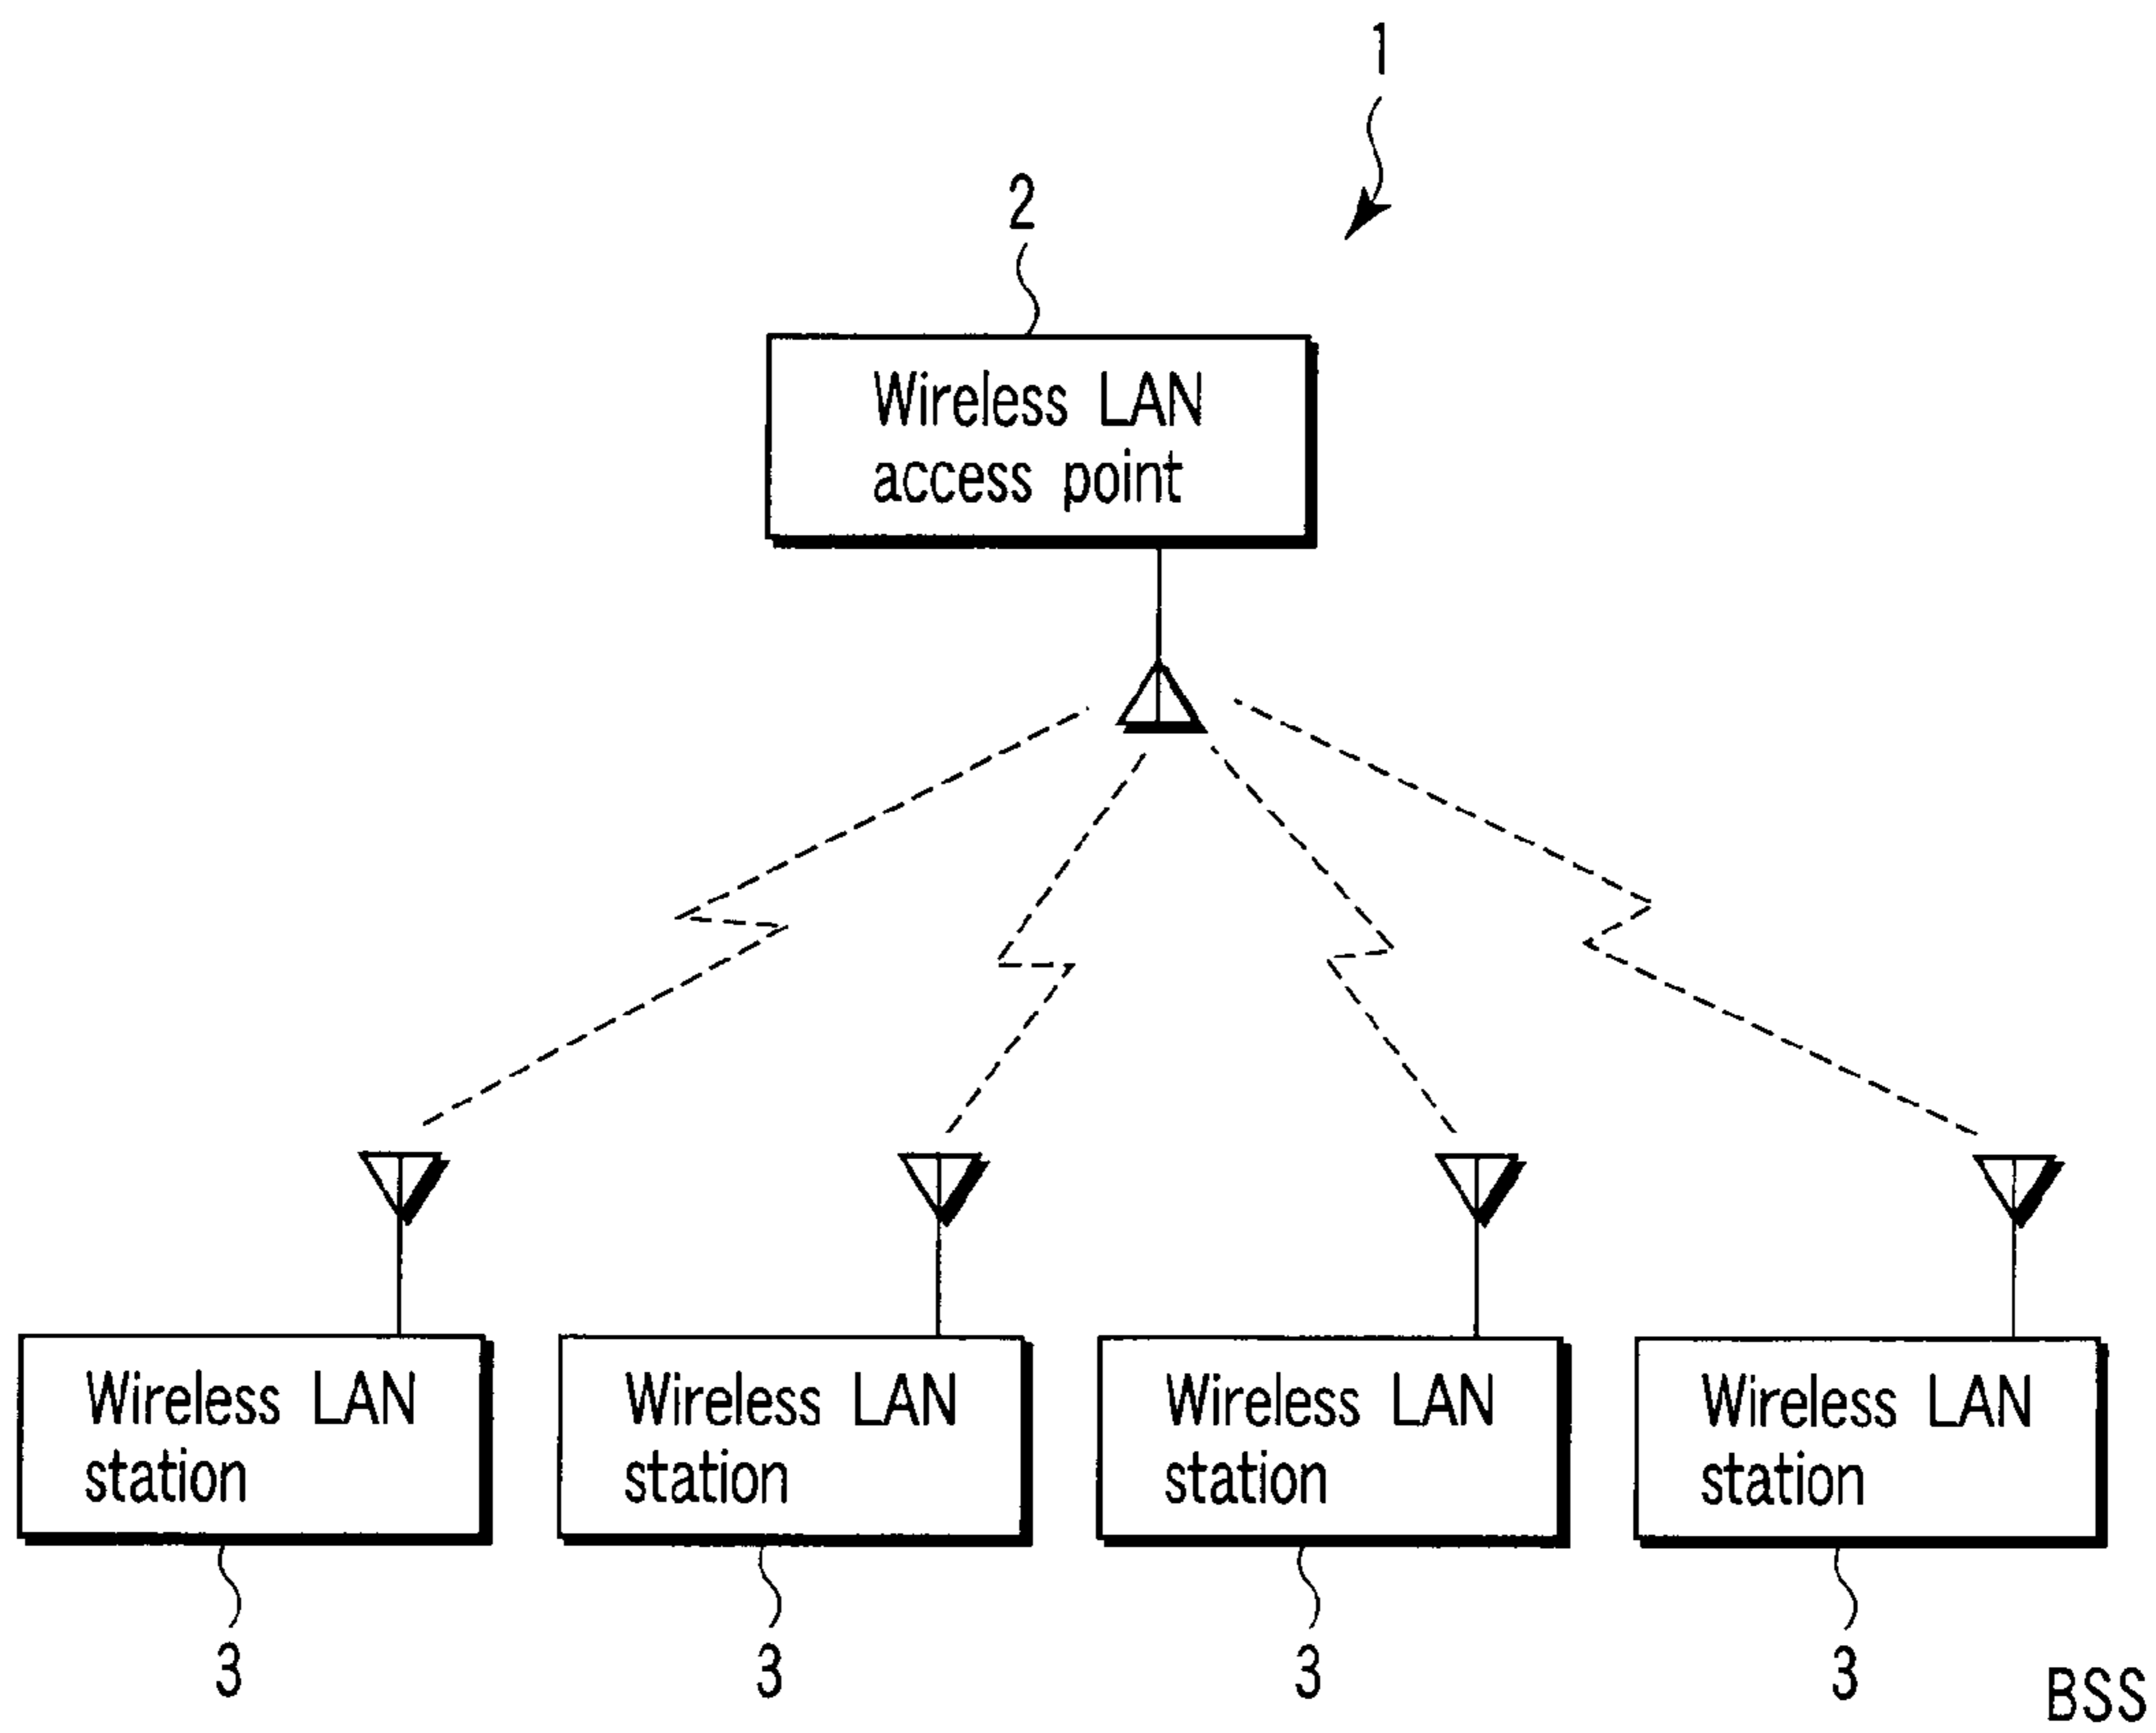 1
2
Wireless LAN
access point
Wireless LAN
station
Wireless LAN
station
Wireless LAN
station
Wireless LAN
station
3
3
3
3
BSS